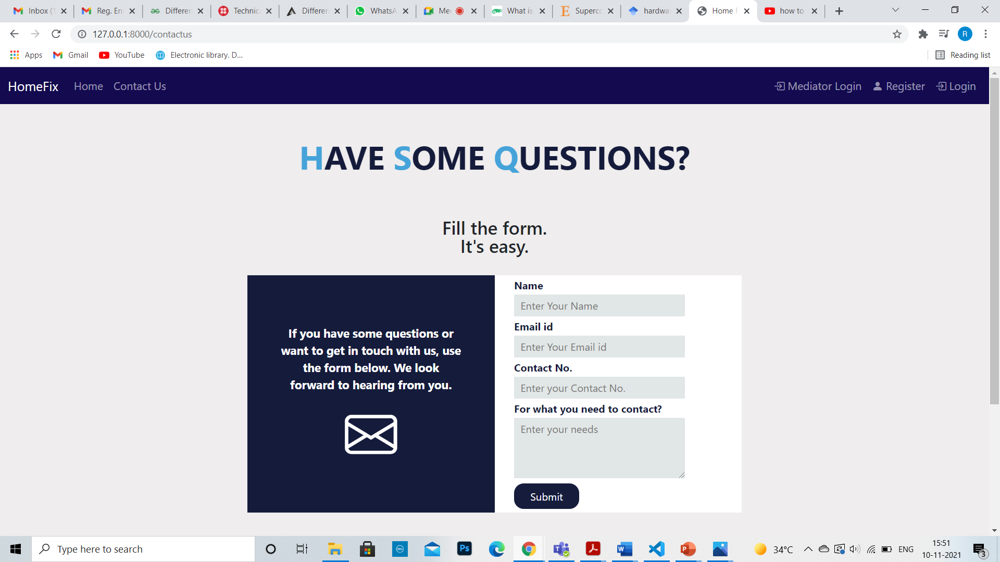 Inbox (1
Reg. En
Differen
Technic
Differen
WhatsA
Mee
What is
Superco
hardwa
Home F
how to
127.0.0.1:8000/contactus
R
Apps
Gmail
YouTube
Electronic library. D...
Reading list
HomeFix
Home
Contact Us
Mediator Login
Register
Login
HAVE SOME QUESTIONS?
Fill the form.
It's easy.
If you have some questions or
want to get in touch with us, use
the form below. We look
forward to hearing from you.
Name
Enter Your Name
Email id
Enter Your Email id
Contact No.
Enter your Contact No.
For what you need to contact?
Enter your needs
Submit
Type here to search
DELL
Ps
34°C
ENG
15:51
10-11-2021
3